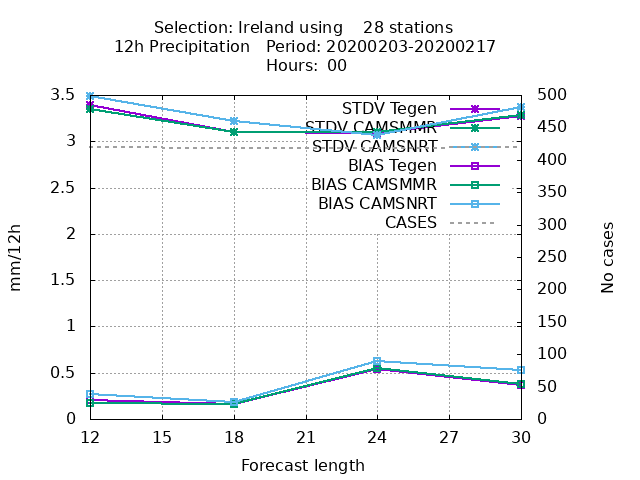 Selection: Ireland using    28 stations
12h Precipitation   Period: 20200203-20200217
Hours:  00
mm/12h
3.5
3
2.5
2
1.5
1
0.5
0
STDV Tegen
STDV CAMSMMR
STDV CAMSNRT
BIAS Tegen
BIAS CAMSMMR
BIAS CAMSNRT
CASES
500
450
400
350
300
250
200
150
100
50
0
No cases
12 15 18 21 24 27 30
Forecast length